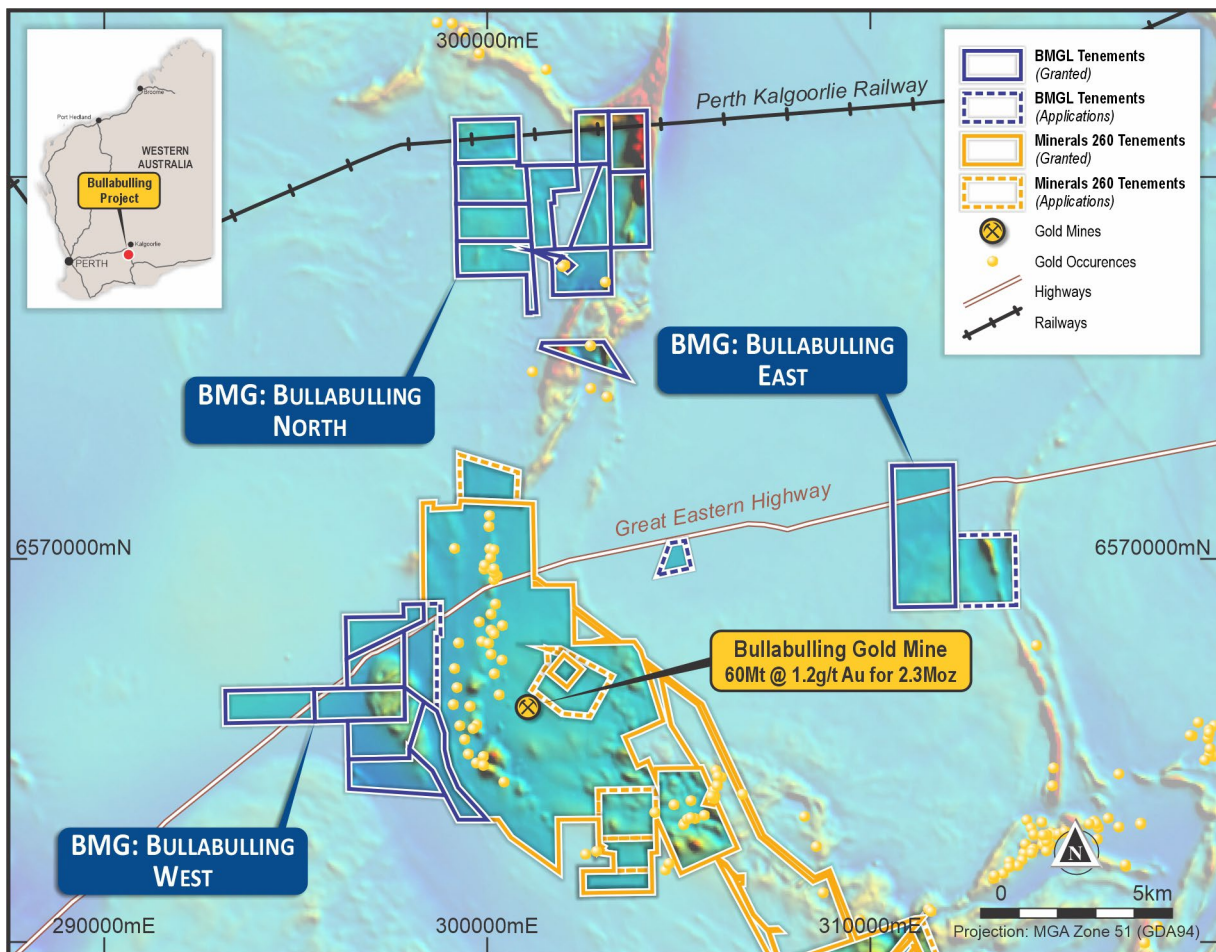 300000mE
Broome
Port Hedland
WESTERN
AUSTRALIA
Bullabulling
Project
Kalgoorlie
PERTH
Perth Kalgoorlie Railway
BMGL Tenements
(Granted)
BMGL Tenements
(Applications)
Minerals 260 Tenements
(Granted)
Minerals 260 Tenements
(Applications)
Gold Mines
Gold Occurences
Highways
Railways
BMG: BULLABULLING
NORTH
BMG: BULLABULLING
EAST
Great Eastern Highway
6570000mN
6570000mN
Bullabulling Gold Mine
60Mt @ 1.2g/t Au for 2.3Moz
BMG: BULLABULLING
WEST
N
0 5km
290000mE
300000mE
310000mE
Projection: MGA Zone 51 (GDA94)